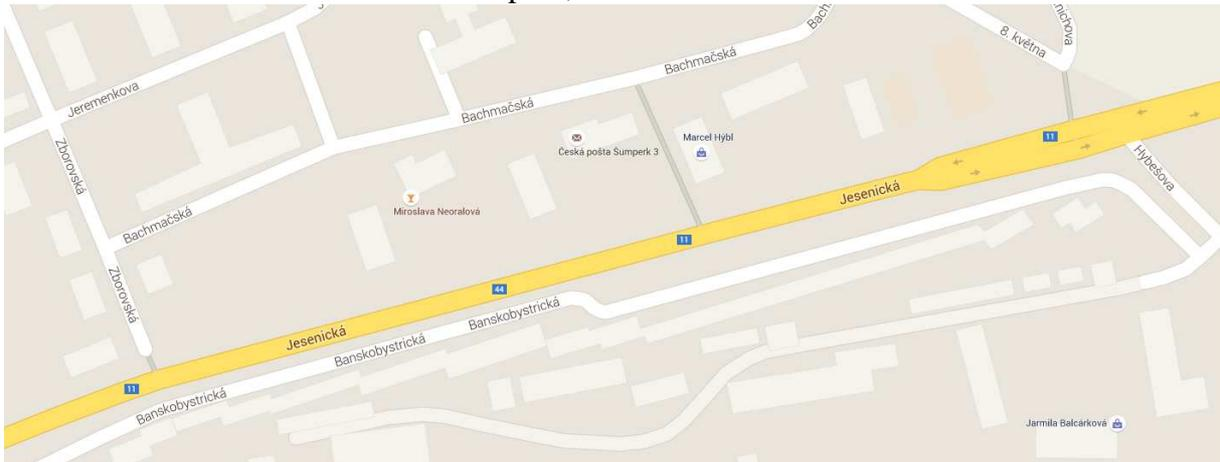 8. května
Bachmačská
Jeremenkova
Bachmačská
11
Marcel Hýbl
Zborovská
Česká pošta Šumperk 3
Hybešova
Jesenická
Miroslava Neoralová
Bachmačská
11
Zborovská
44
Banskobystrická
Jesenická
Banskobystrická
11
Banskobystrická
Jarmila Balcárková